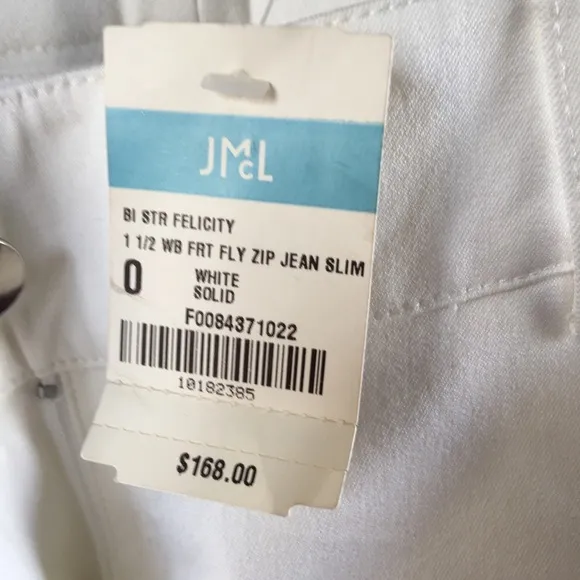 JMcL
BI STR FELICITY
1 1/2 WB FRT FLY ZIP JEAN SLIM
0 WHITE
SOLID
F0084371022
10182385
$168.00